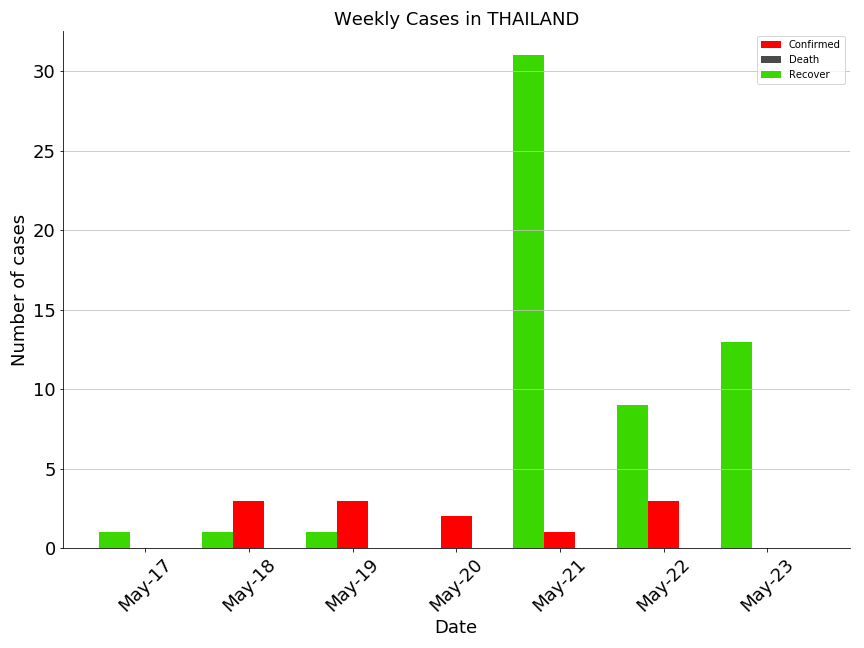 Weekly Cases in THAILAND
Confirmed
Death
Recover
Number of cases
30
25
20
15
10
5
0
May-17
May-18
May-19
May-20
May-21
May-22
May-23
Date